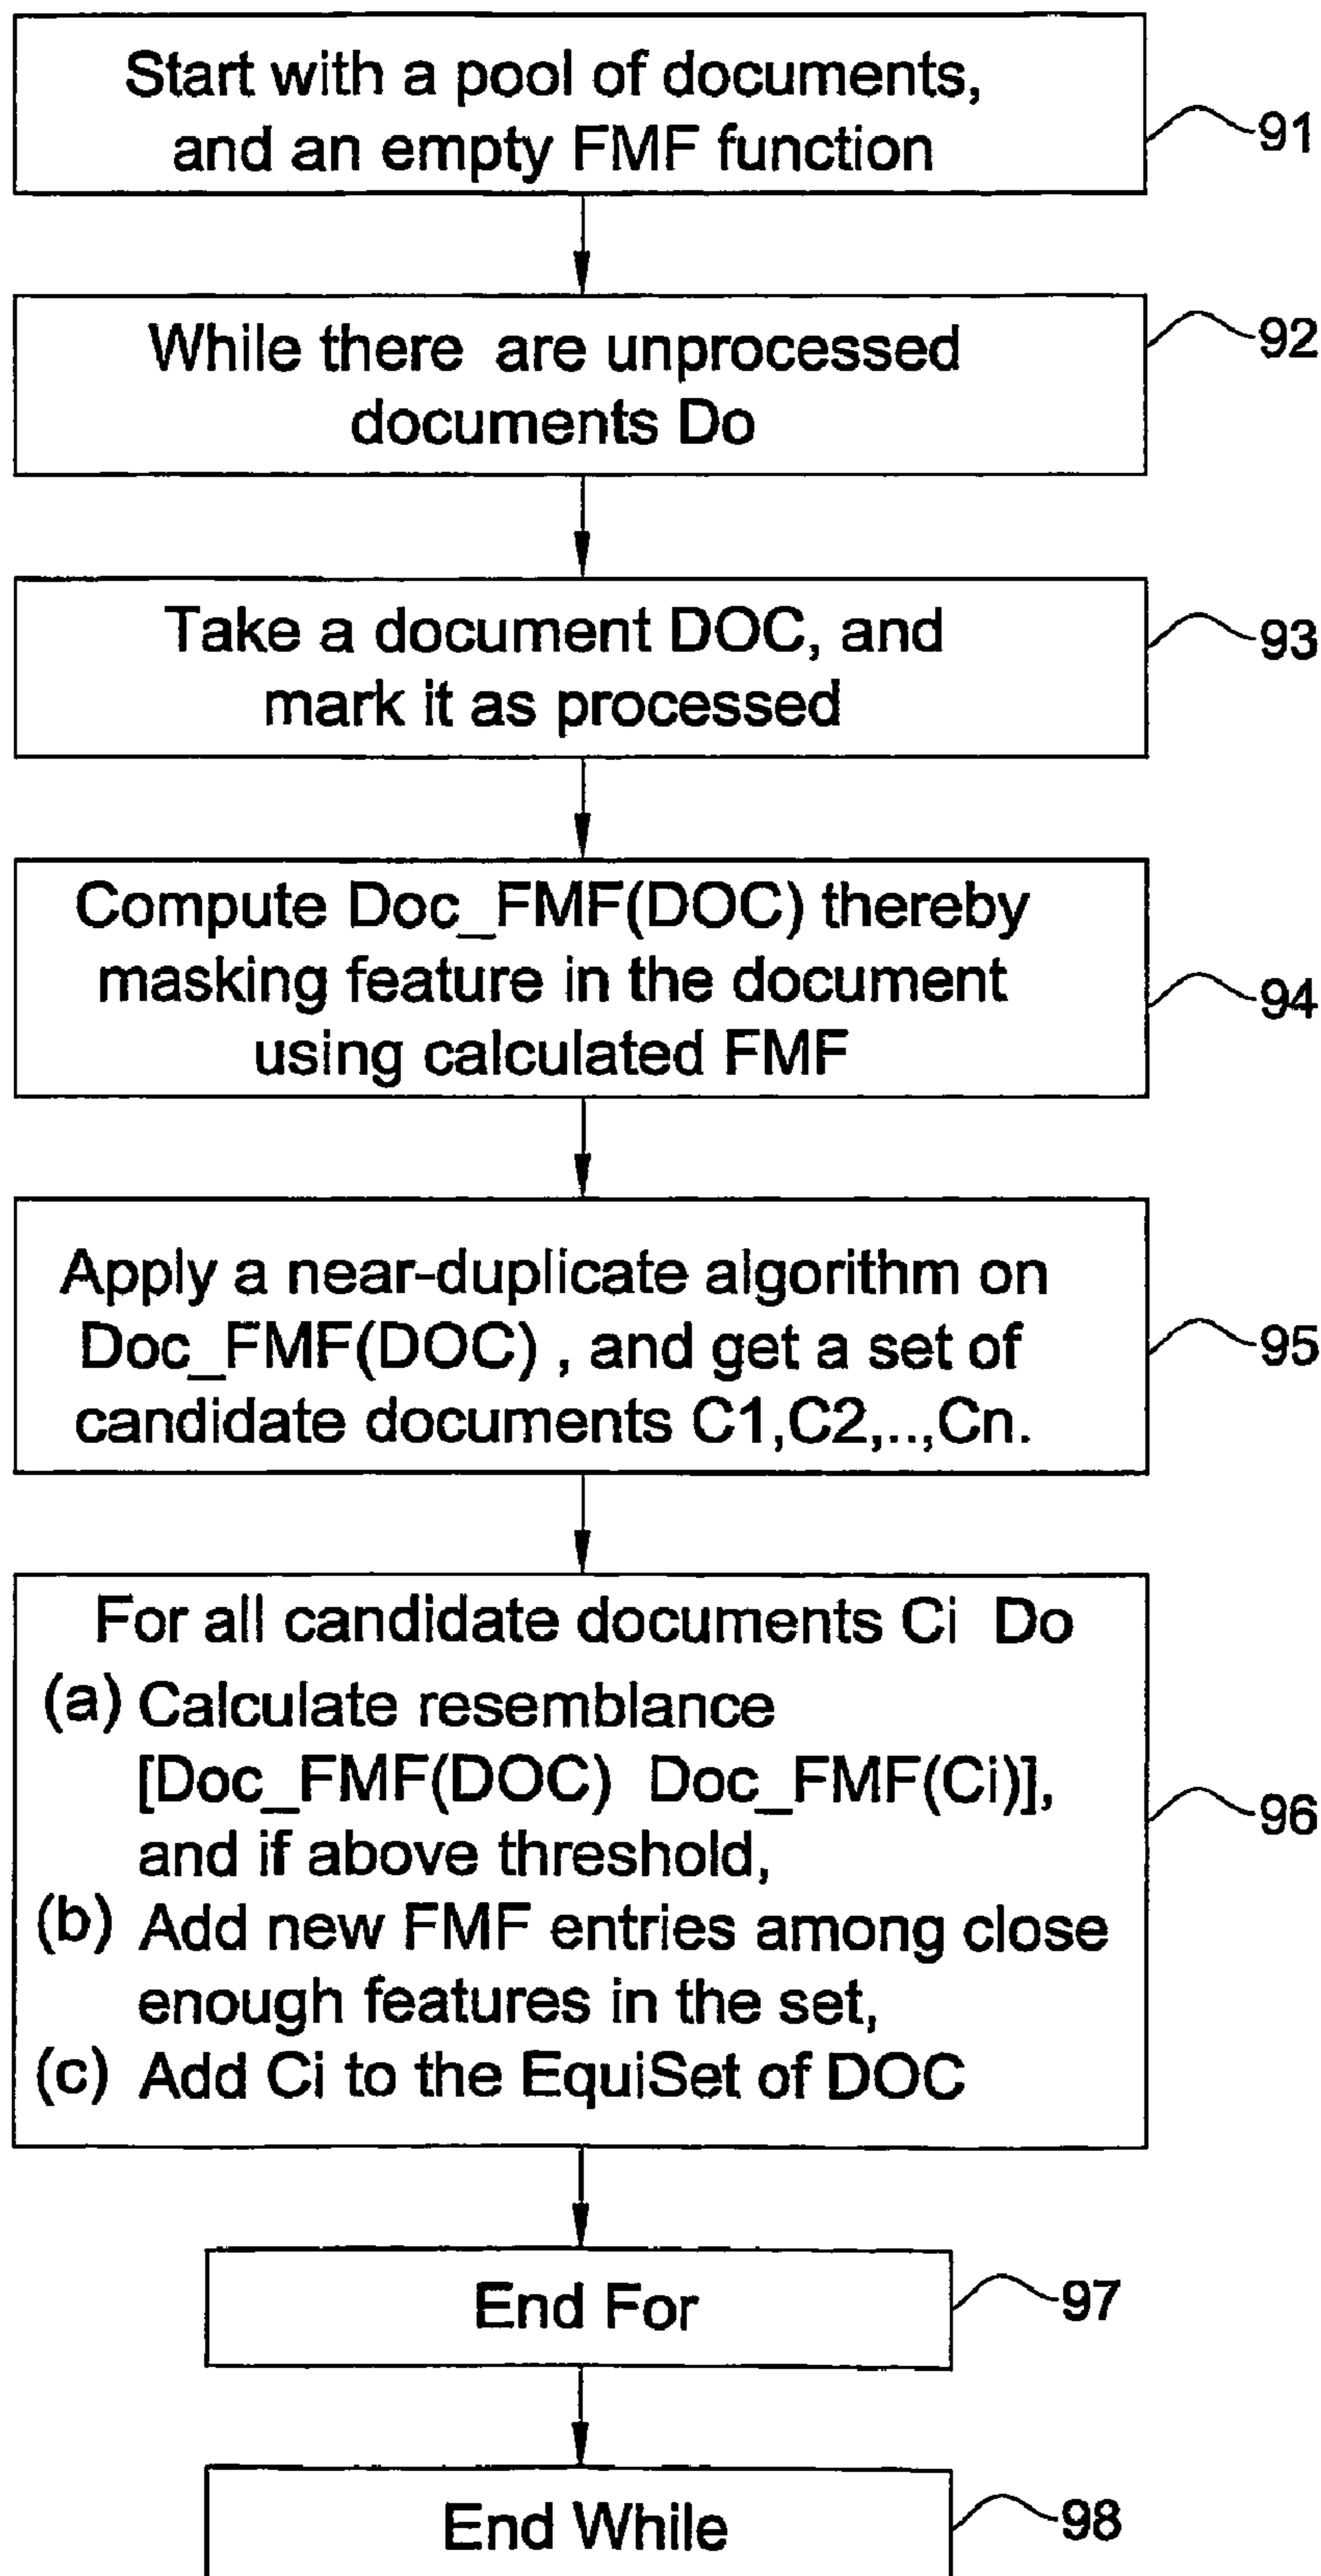 Start with a pool of documents,
and an empty FMF function
91
While there are unprocessed
documents Do
92
Take a document DOC, and
mark it as processed
93
Compute Doc_FMF(DOC) thereby
masking feature in the document
using calculated FMF
94
Apply a near-duplicate algorithm on
Doc_FMF(DOC) , and get a set of
candidate documents C1,C2,..,Cn.
95
For all candidate documents Ci Do
(a) Calculate resemblance
[Doc_FMF(DOC) Doc_FMF(Ci)],
and if above threshold,
(b) Add new FMF entries among close
enough features in the set,
(c) Add Ci to the EquiSet of DOC
96
End For
97
End While
98